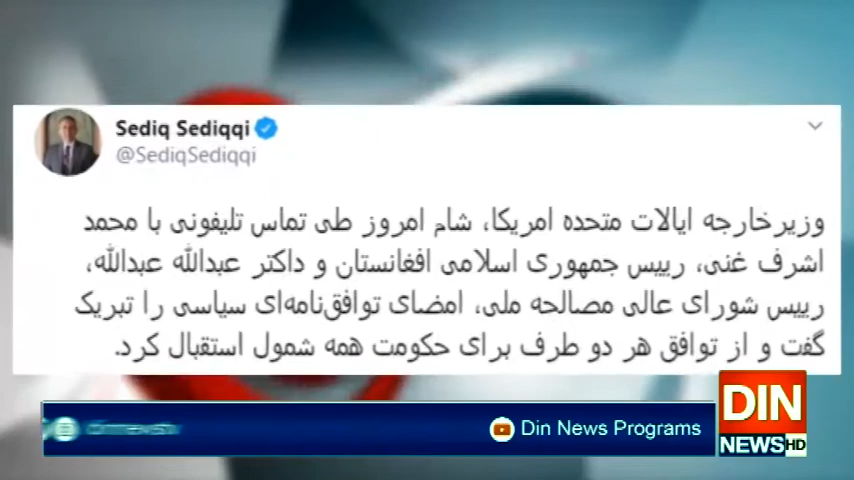 Sediq Sediqqi
@SediqSediqqi
وزیرخارجه ایالات متحده امریکا، شام امروز طی تماس تلیفونی با محمد
اشرف غنی، رییس جمهوری اسلامی افغانستان و داکتر عبدالله عبدالله،
رییس شورای عالی مصالحه ملی، امضای توافق‌نامه‌ای سیاسی را تبریک
گفت و از توافق هر دو طرف برای حکومت همه شمول استقبال کرد.
Din News Programs
DIN
NEWS HD